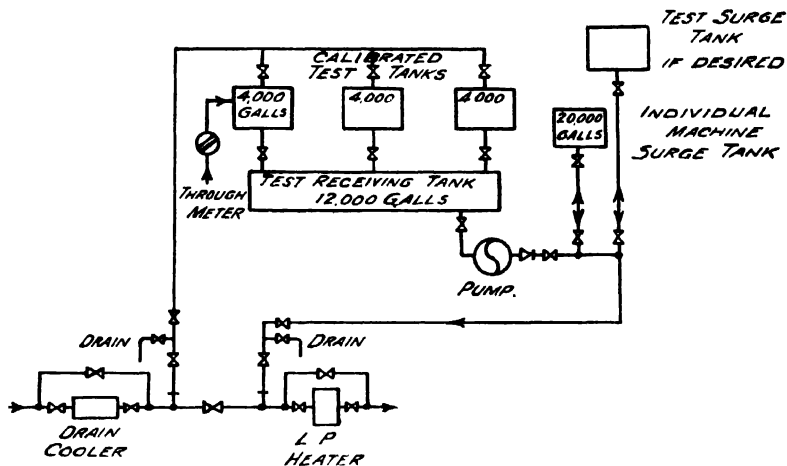 TEST SURGE
TANK
IF DESIRED
CALIBRATED
TEST TANKS
4,000
GALLS
4,000
4,000
20,000
GALLS
INDIVIDUAL
MACHINE
SURGE TANK
THROUGH
METER
TEST RECEIVING TANK
12,000 GALLS
PUMP.
DRAIN
DRAIN
DRAIN
COOLER
L P
HEATER